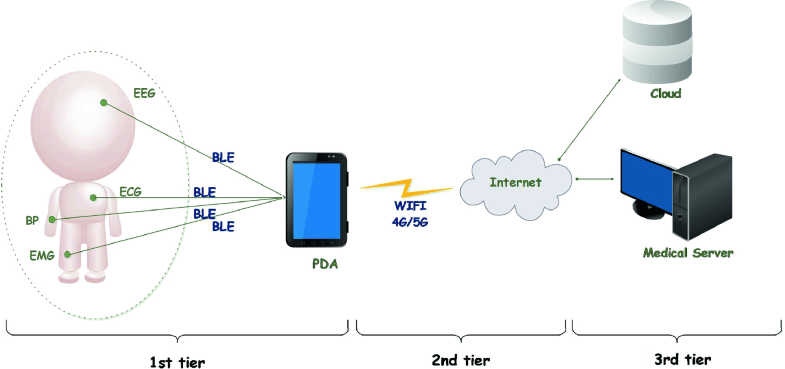 EEG
BLE
ECG
BLE
BP
BLE
BLE
EMG
PDA
WIFI
4G/5G
Internet
Cloud
Medical Server
1st tier
2nd tier
3rd tier